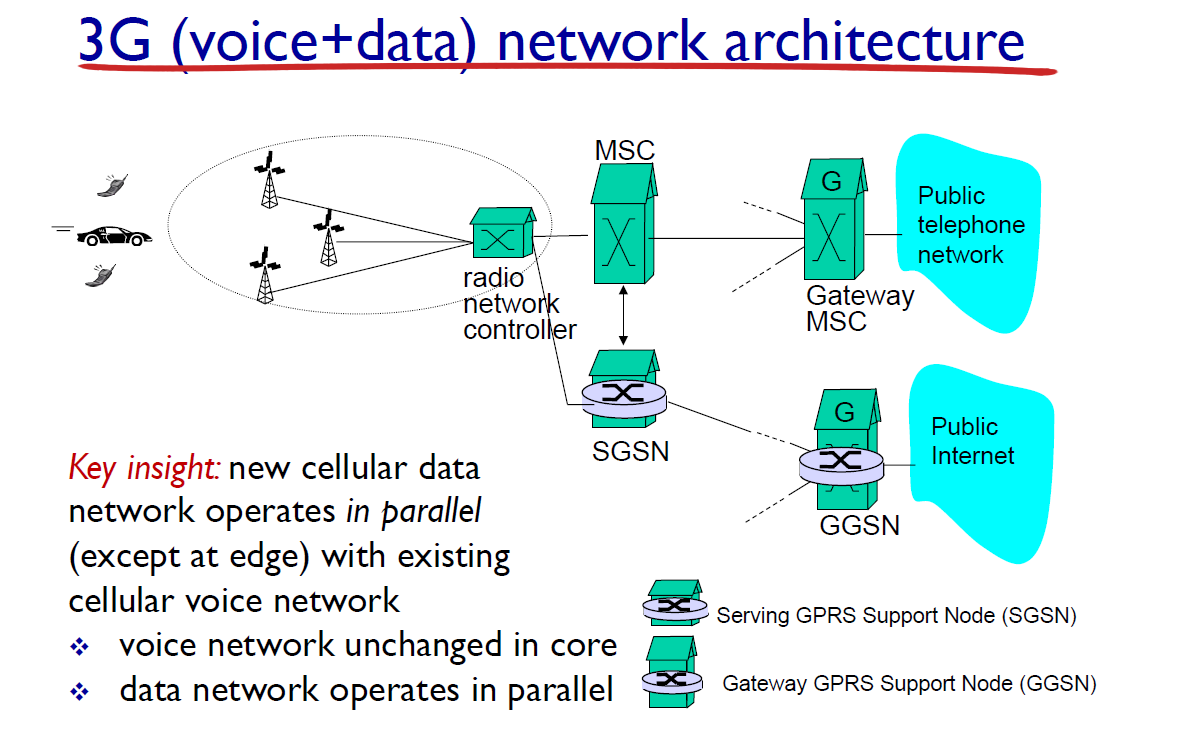 3G (voice+data) network architecture
MSC
G
Public
telephone
network
radio
network
controller
Gateway
MSC
SGSN
G
Public
Internet
GGSN
Key insight: new cellular data
network operates in parallel
(except at edge) with existing
cellular voice network
❖ voice network unchanged in core
❖ data network operates in parallel
Serving GPRS Support Node (SGSN)
Gateway GPRS Support Node (GGSN)